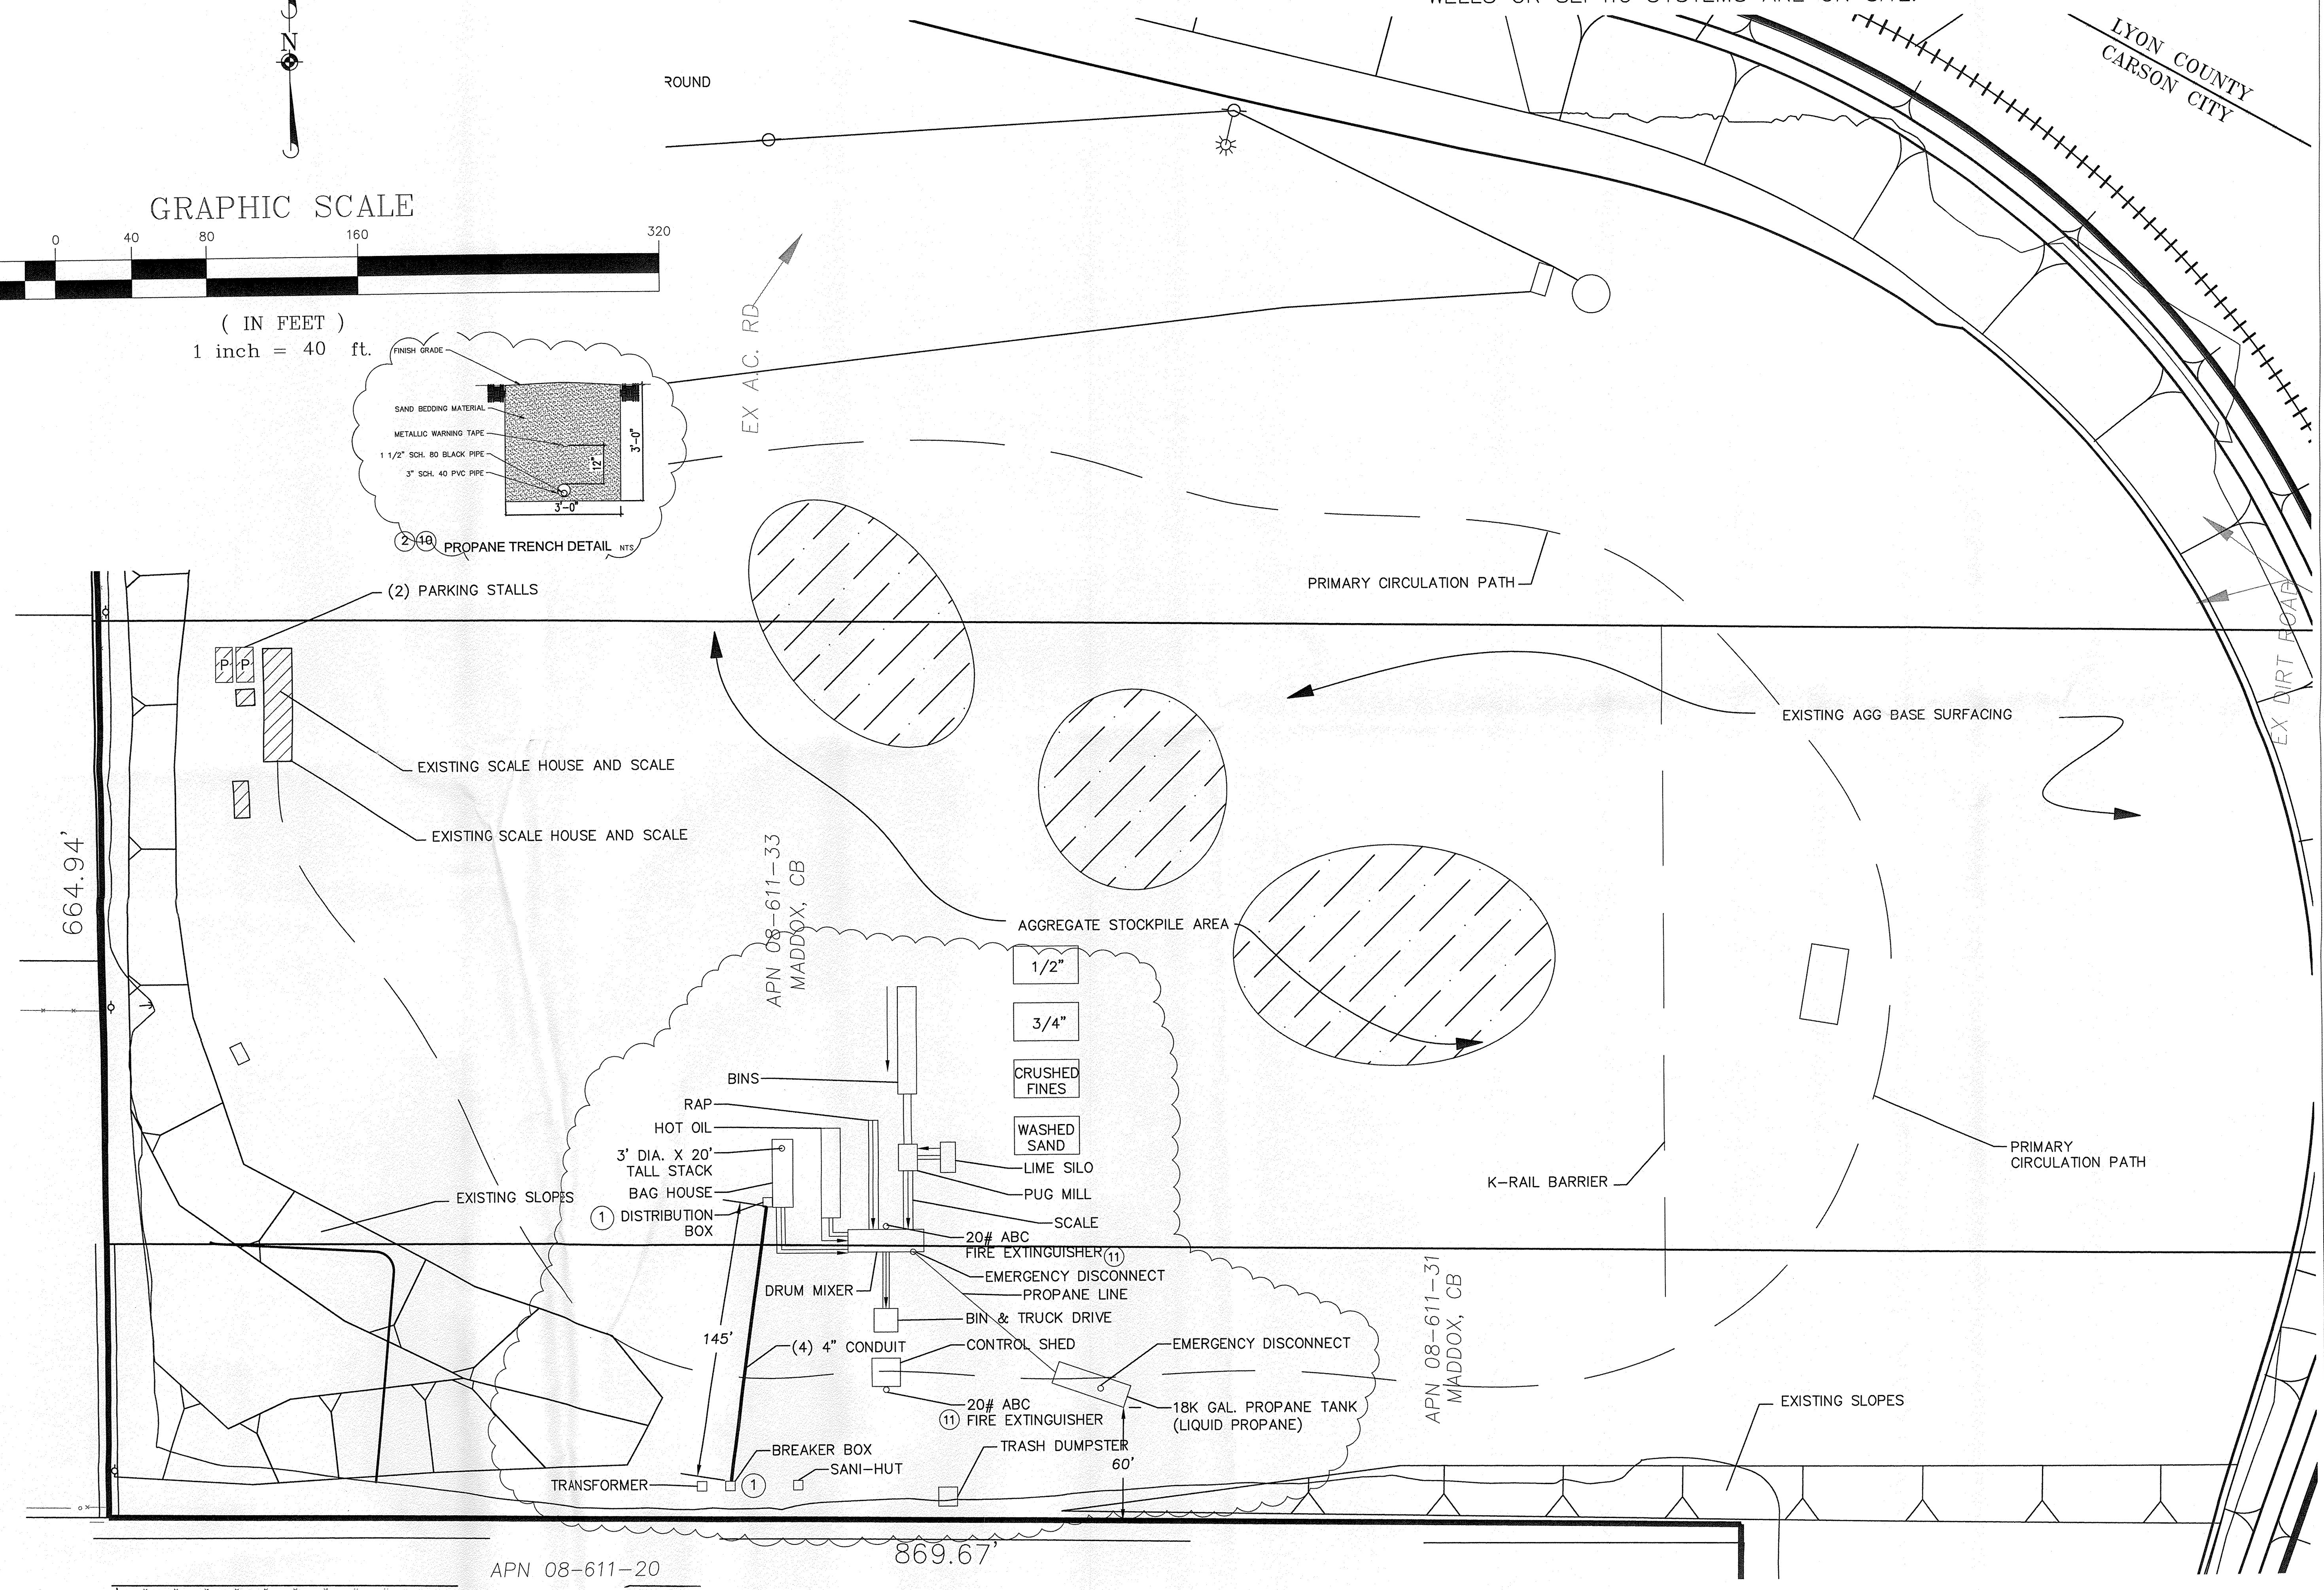 WELLS OR SEPTIC SYSTEMS ARE ON SITE.
N
LYON COUNTY
CARSON CITY
ROUND
GRAPHIC SCALE
0 40 80 160 320
( IN FEET )
1 inch = 40 ft.
EX A.C. RD
FINISH GRADE
SAND BEDDING MATERIAL
METALLIC WARNING TAPE
1 1/2" SCH. 80 BLACK PIPE
3" SCH. 40 PVC PIPE
12"
3'-0"
3'-0"
2 10 PROPANE TRENCH DETAIL NTS
(2) PARKING STALLS
P P
PRIMARY CIRCULATION PATH
EX DIRT ROAD
EXISTING AGG BASE SURFACING
EXISTING SCALE HOUSE AND SCALE
EXISTING SCALE HOUSE AND SCALE
664.94'
APN 08-611-33
MADDOX, CB
AGGREGATE STOCKPILE AREA
1/2"
3/4"
CRUSHED
FINES
WASHED
SAND
BINS
RAP
HOT OIL
3' DIA. X 20'
TALL STACK
BAG HOUSE
1 DISTRIBUTION
BOX
LIME SILO
PUG MILL
SCALE
20# ABC
FIRE EXTINGUISHER 11
EMERGENCY DISCONNECT
PROPANE LINE
DRUM MIXER
BIN & TRUCK DRIVE
CONTROL SHED
EMERGENCY DISCONNECT
145'
(4) 4" CONDUIT
20# ABC
11 FIRE EXTINGUISHER
18K GAL. PROPANE TANK
(LIQUID PROPANE)
TRASH DUMPSTER
60'
BREAKER BOX
SANI-HUT
TRANSFORMER
1
EXISTING SLOPES
K-RAIL BARRIER
PRIMARY
CIRCULATION PATH
APN 08-611-31
MADDOX, CB
EXISTING SLOPES
869.67'
APN 08-611-20